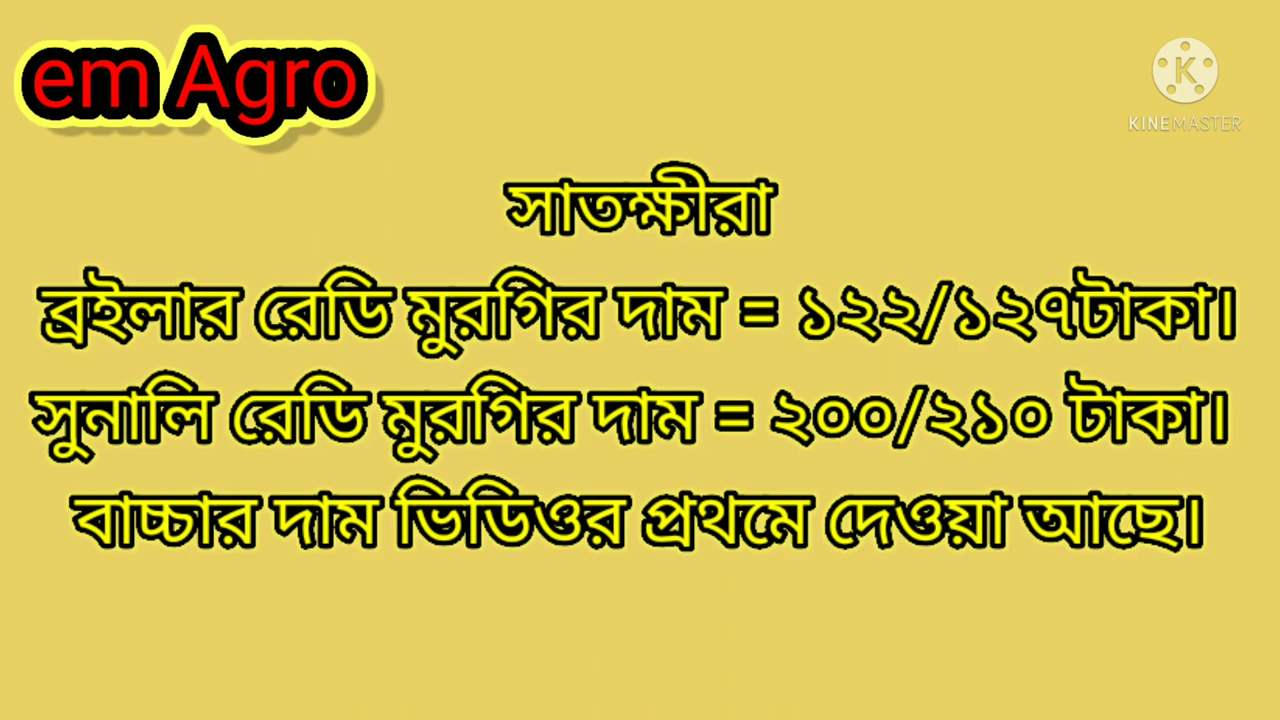 em Agro
KINEMASTER
সাতক্ষীরা
ব্রইলার রেডি মুরগির দাম = ১২২/১২৭টাকা।
সুনালি রেডি মুরগির দাম = ২০০/২১০ টাকা।
বাচ্চার দাম ভিডিওর প্রথমে দেওয়া আছে।